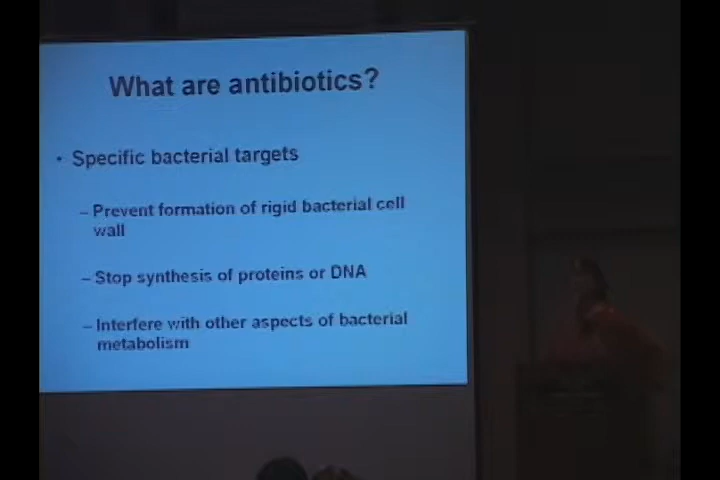 What are antibiotics?
• Specific bacterial targets
– Prevent formation of rigid bacterial cell
wall
– Stop synthesis of proteins or DNA
– Interfere with other aspects of bacterial
metabolism